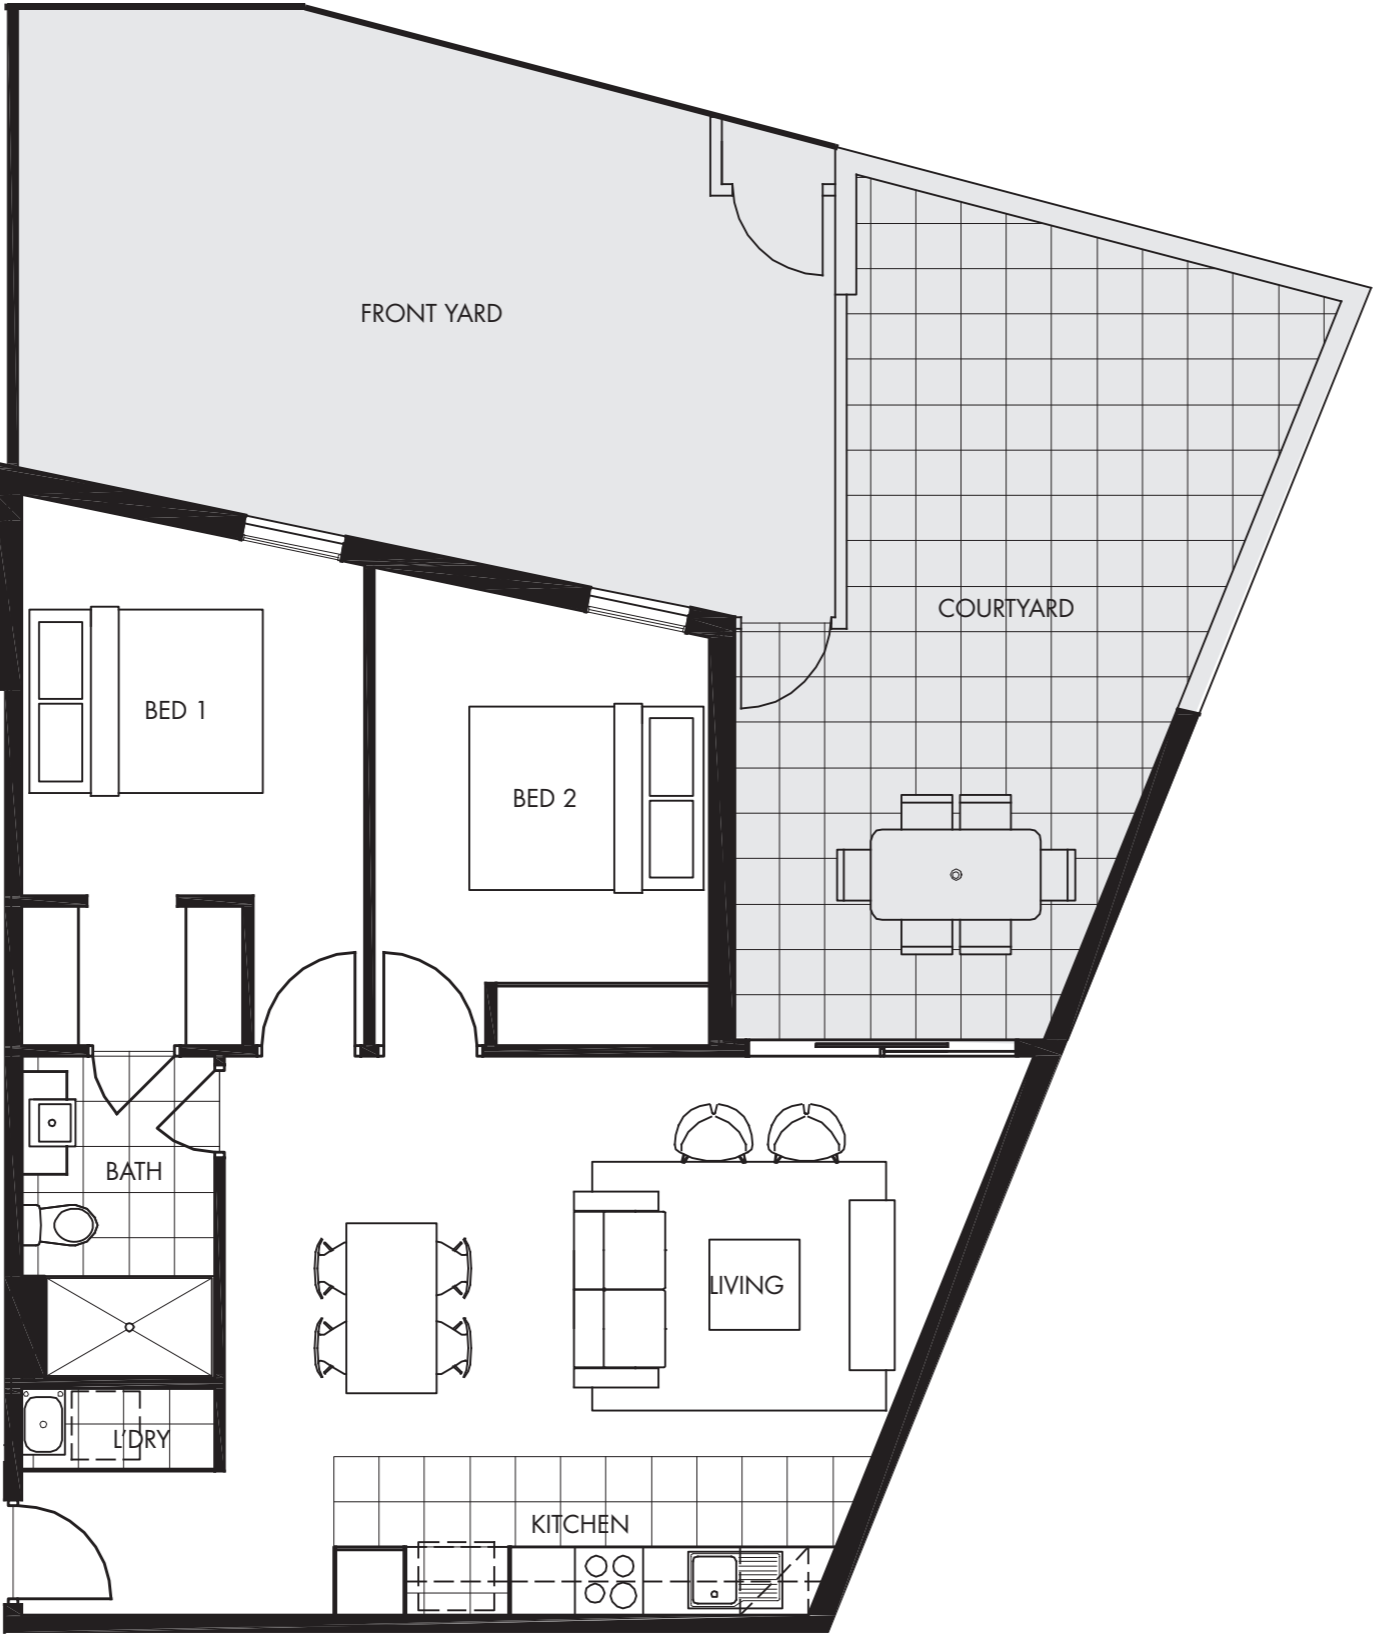 FRONT YARD
COURTYARD
BED 1
BED 2
BATH
LIVING
L'DRY
KITCHEN